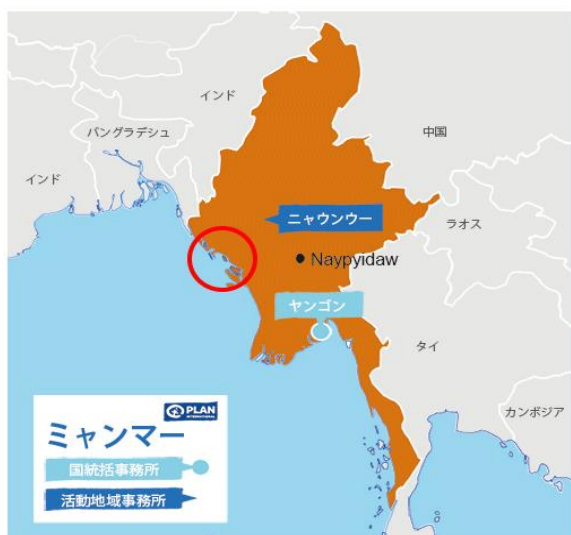 インド
中国
バングラデシュ
インド
ニャウンウー
ラオス
Naypyidaw
ヤンゴン
タイ
カンボジア
PLAN
INTERNATIONAL
ミャンマー
国統括事務所
活動地域事務所